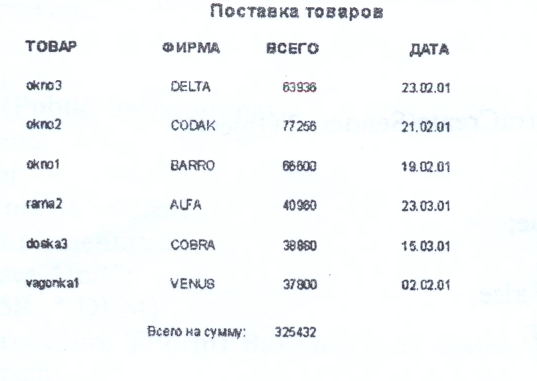 Поставка товаров
ТОВАР ФИРМА ВСЕГО ДАТА
okno3 DELTA 63936 23.02.01
okno2 CODAK 77256 21.02.01
okno1 BARRO 66600 19.02.01
rama2 ALFA 40960 23.03.01
doska3 COBRA 38880 15.03.01
vagonka1 VENUS 37800 02.02.01
Всего на сумму: 325432